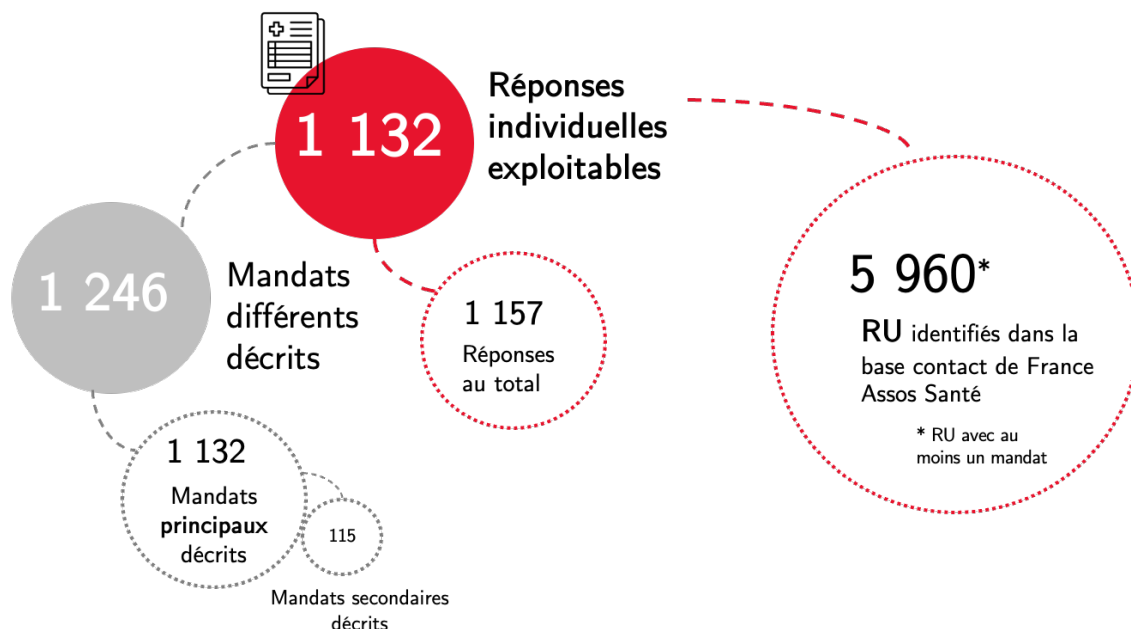 1 132
Réponses
individuelles
exploitables
1 246
Mandats
différents
décrits
1 157
Réponses
au total
5 960*
RU identifiés dans la
base contact de France
Assos Santé
* RU avec au
moins un mandat
1 132
Mandats
principaux
décrits
115
Mandats secondaires
décrits